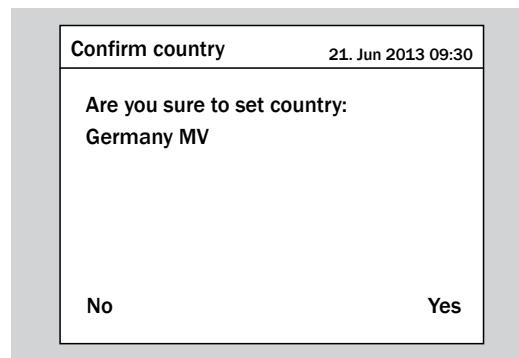 Confirm country 21. Jun 2013 09:30
Are you sure to set country:
Germany MV
No Yes